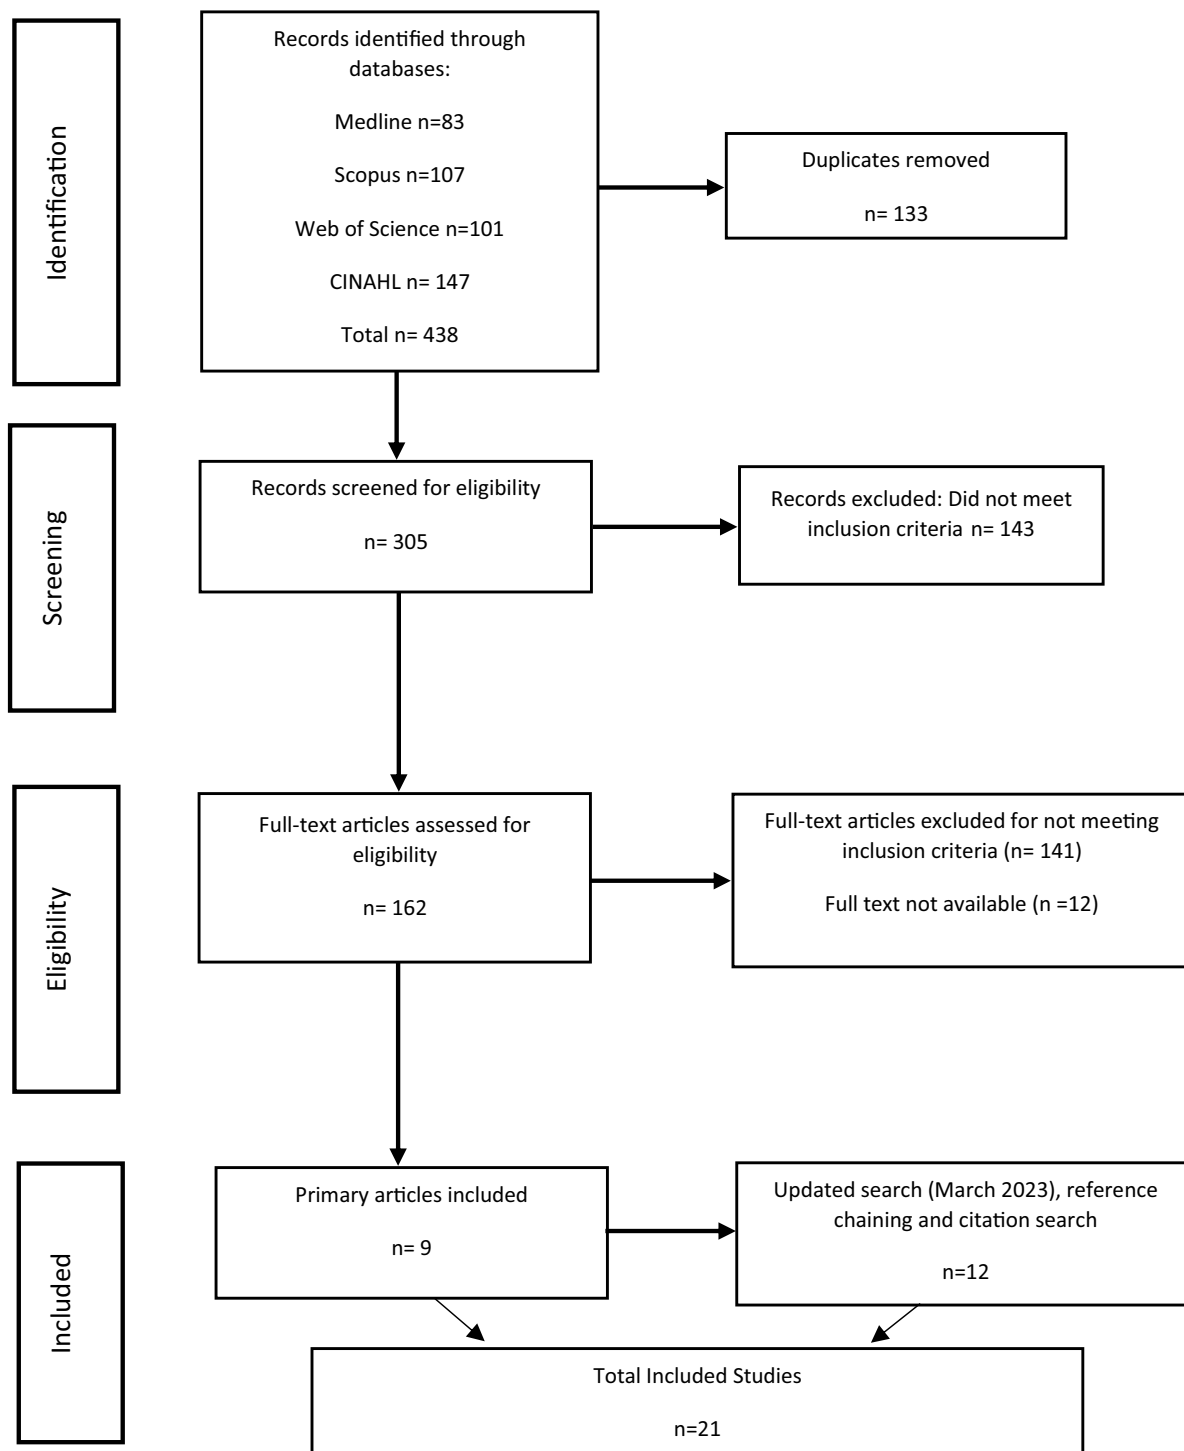 Identification
Records identified through
databases:
Medline n=83
Scopus n=107
Web of Science n=101
CINAHL n= 147
Total n= 438
Duplicates removed
n= 133
Screening
Records screened for eligibility
n= 305
Records excluded: Did not meet
inclusion criteria n= 143
Eligibility
Full-text articles assessed for
eligibility
n= 162
Full-text articles excluded for not meeting
inclusion criteria (n= 141)
Full text not available (n =12)
Included
Primary articles included
n= 9
Updated search (March 2023), reference
chaining and citation search
n=12
Total Included Studies
n=21